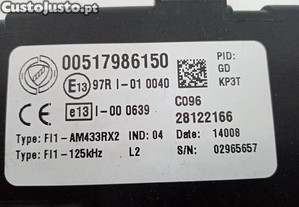 CustoJusto.pt
00517986150
PID:
GD
KP3T
E13 97R I-01 0040
CE e13 I-00 0639
C096
28122166
Type: FI1-AM433RX2 IND: 04 Date: 14008
Type: FI1-125kHz L2 S/N: 02965657